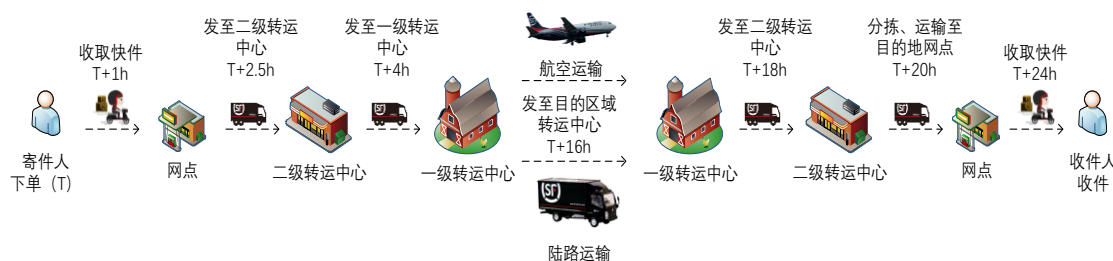 寄件人
下单（T）
收取快件
T+1h
网点
发至二级转运
中心
T+2.5h
二级转运中心
发至一级转运
中心
T+4h
一级转运中心
航空运输
发至目的区域
转运中心
T+16h
陆路运输
一级转运中心
发至二级转运
中心
T+18h
二级转运中心
分拣、运输至
目的地网点
T+20h
网点
收取快件
T+24h
收件人
收件
SF
SF
SF
SF
SF